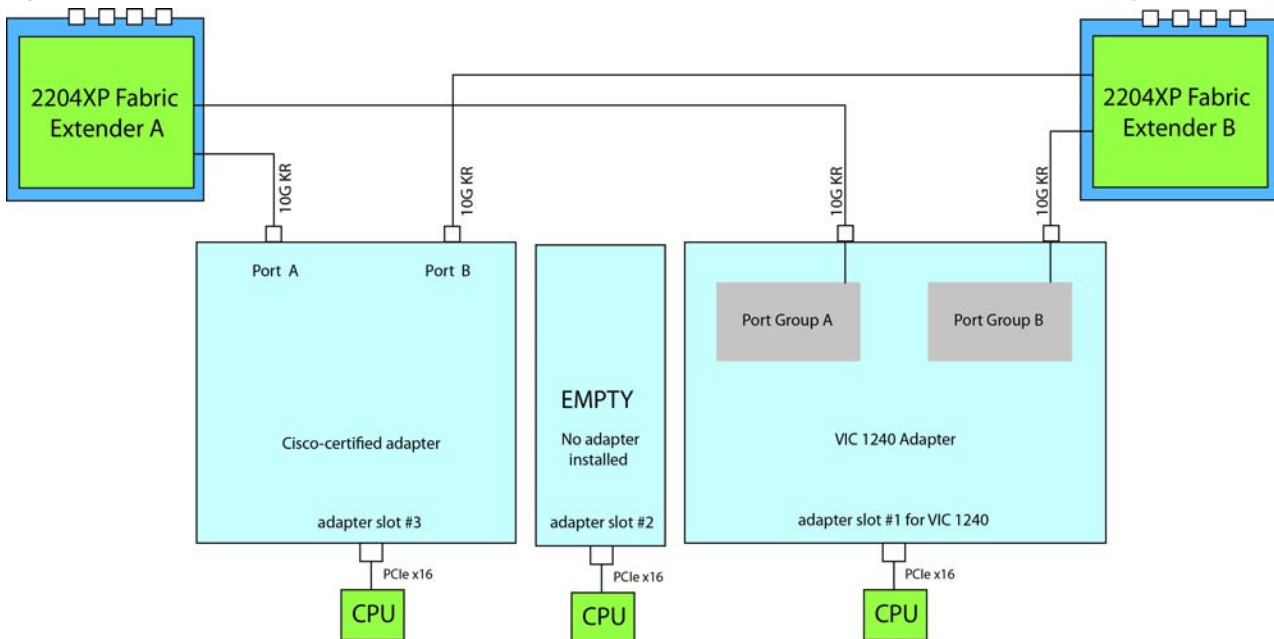 2204XP Fabric
Extender A
2204XP Fabric
Extender B
10G KR
10G KR
10G KR
10G KR
Port A
Port B
Port Group A
Port Group B
EMPTY
No adapter
installed
Cisco-certified adapter
VIC 1240 Adapter
adapter slot #3
adapter slot #2
adapter slot #1 for VIC 1240
PCIe x16
PCIe x16
PCIe x16
CPU
CPU
CPU